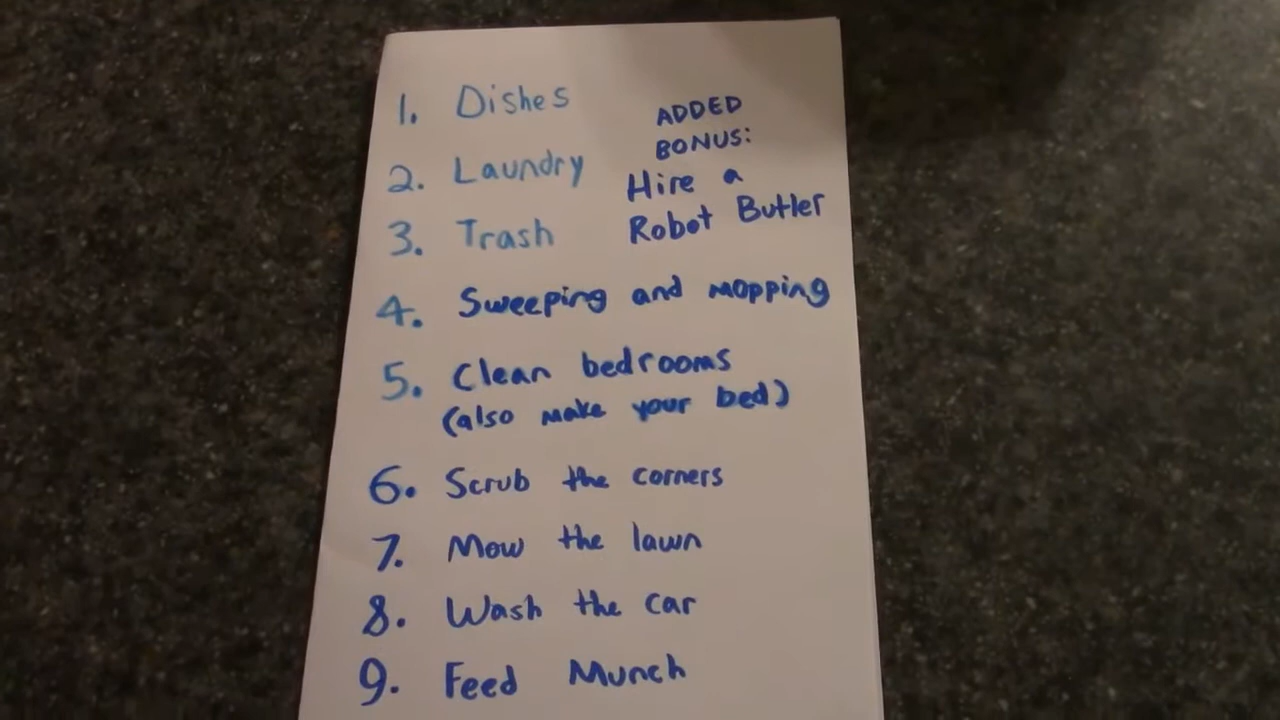 1. Dishes
2. Laundry
3. Trash
ADDED
BONUS:
Hire a
Robot Butler
4. Sweeping and mopping
5. Clean bedrooms
(also make your bed)
6. Scrub the corners
7. Mow the lawn
8. Wash the car
9. Feed Munch